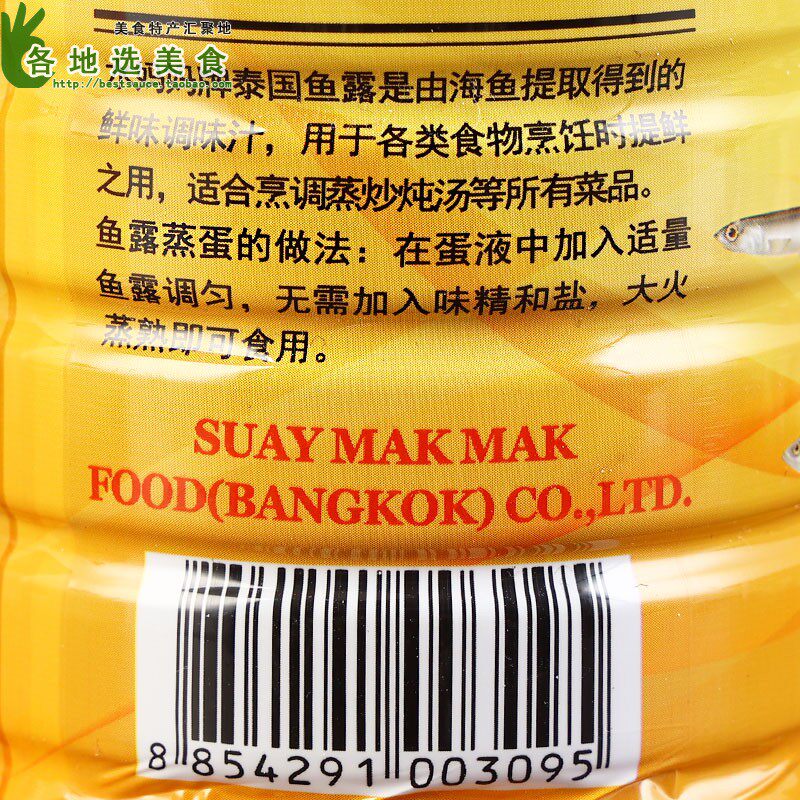 美食特产汇聚地
各地选美食
http://bestsauce.taobao.com
牌泰国鱼露是由海鱼提取得到的
鲜味调味汁，用于各类食物烹饪时提鲜
之用，适合烹调蒸炒炖汤等所有菜品。
鱼露蒸蛋的做法：在蛋液中加入适量
鱼露调匀，无需加入味精和盐，大火
蒸熟即可食用。
SUAY MAK MAK
FOOD(BANGKOK) CO.,LTD.
8 854291 003095